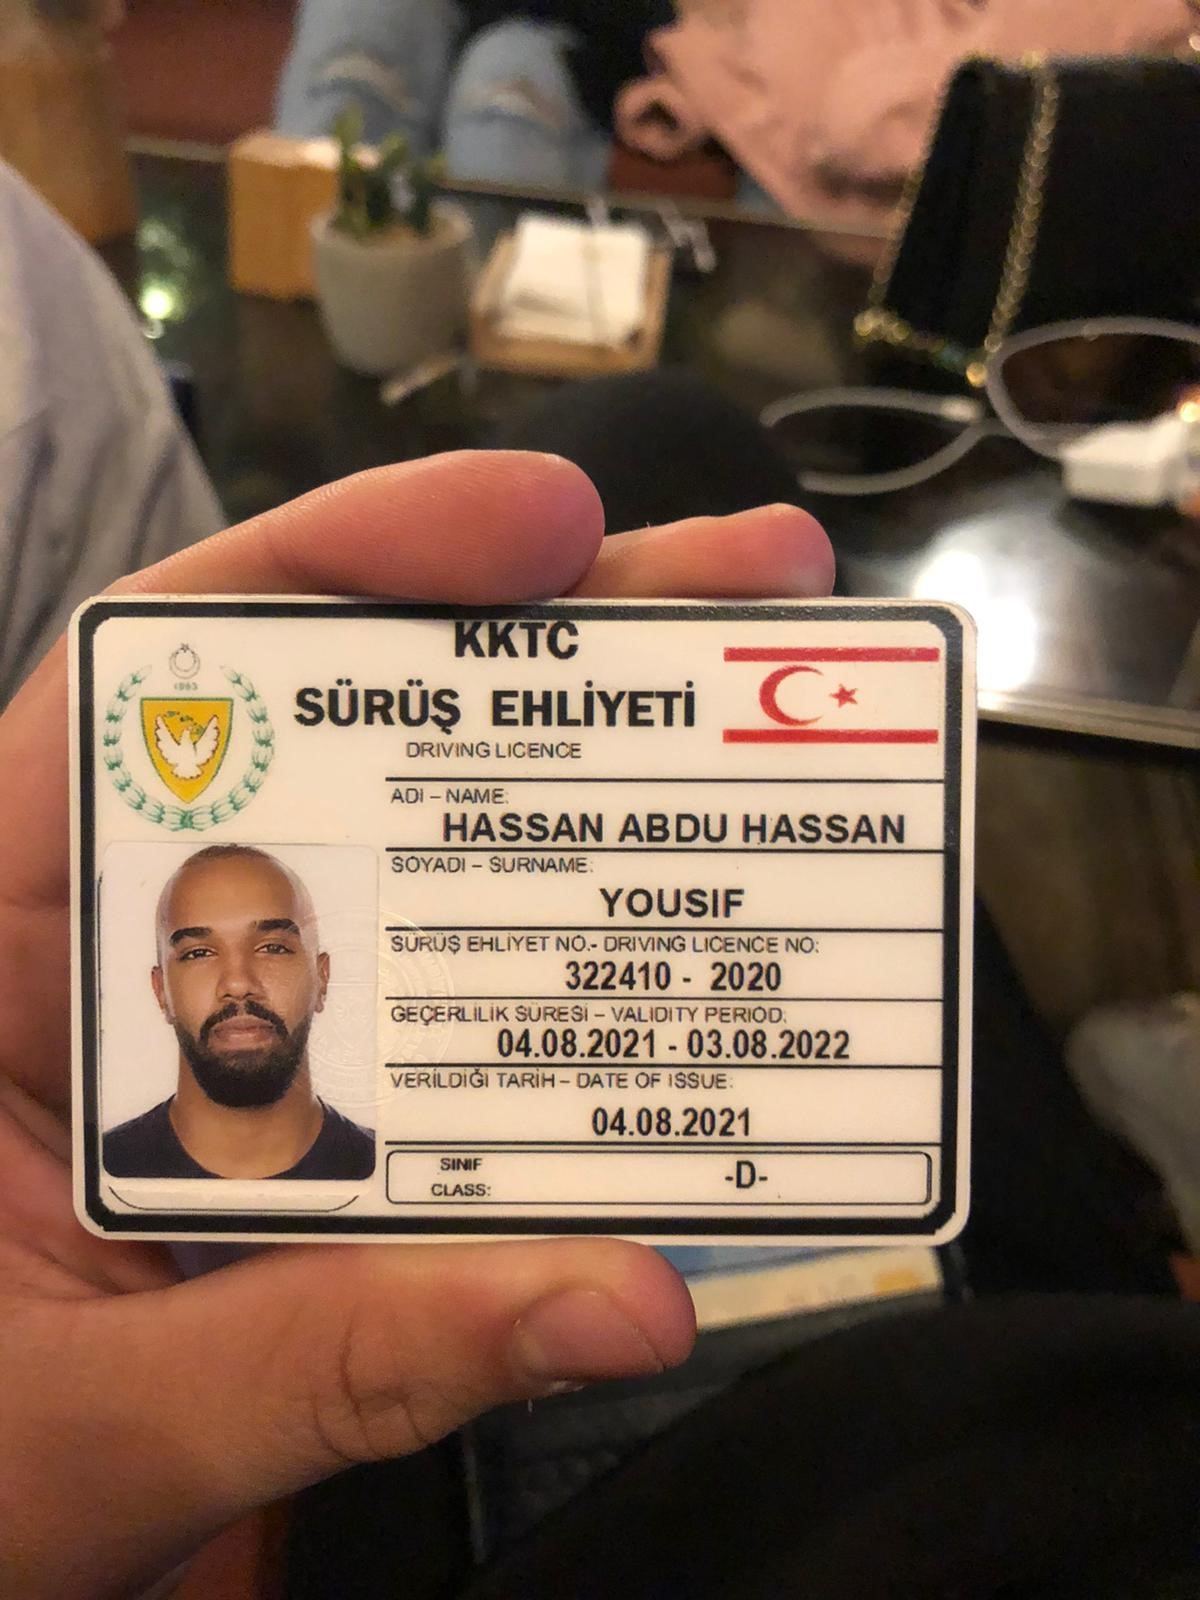 KKTC
SÜRÜŞ EHLİYETİ
DRIVING LICENCE
1983
ADI – NAME:
HASSAN ABDU HASSAN
SOYADI – SURNAME:
YOUSIF
SÜRÜŞ EHLİYET NO.- DRIVING LICENCE NO:
322410 - 2020
GEÇERLİLİK SÜRESİ – VALIDITY PERIOD:
04.08.2021 - 03.08.2022
VERİLDİĞİ TARİH – DATE OF ISSUE:
04.08.2021
SINIF
CLASS:
-D-